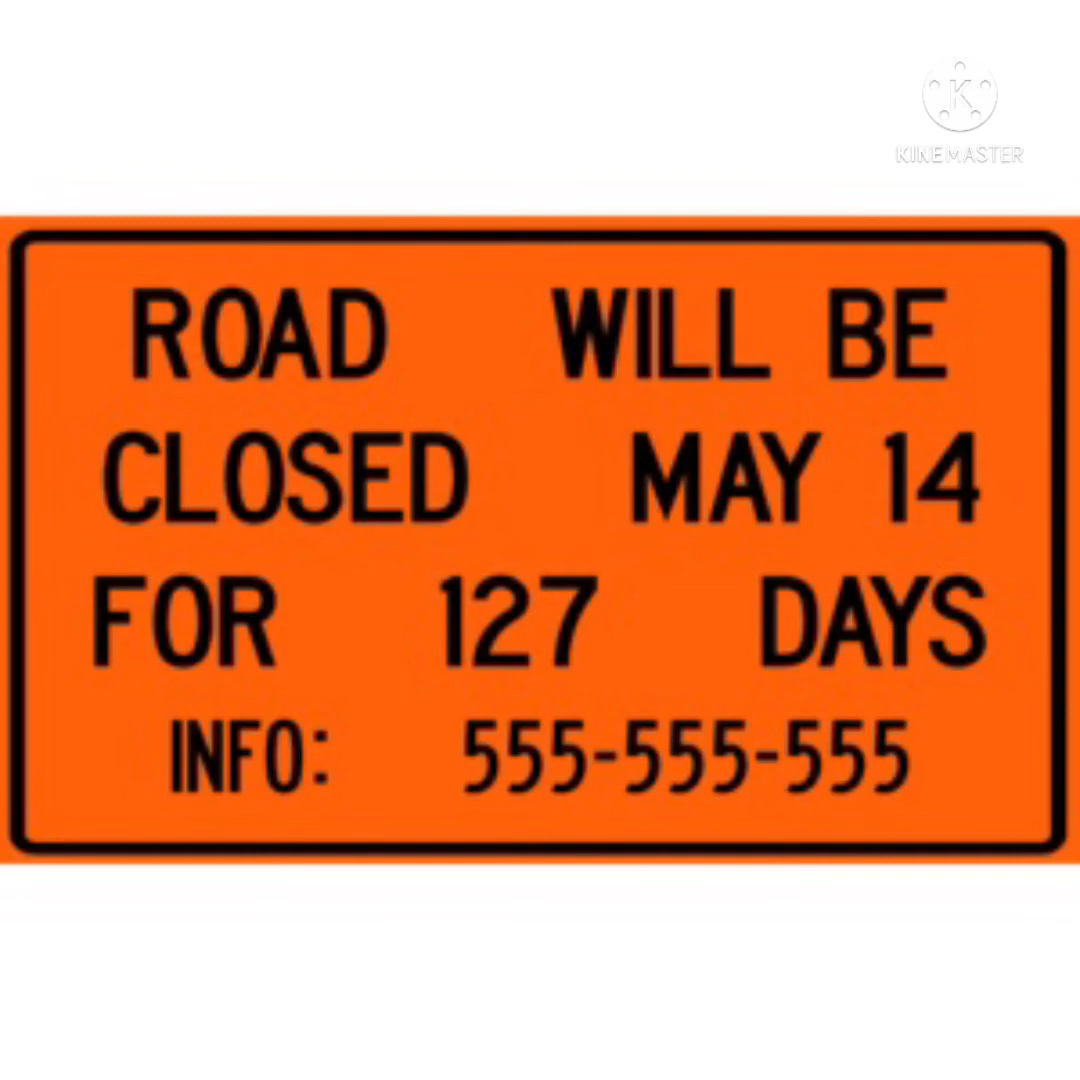 KINEMASTER
ROAD WILL BE
CLOSED MAY 14
FOR 127 DAYS
INFO: 555-555-555